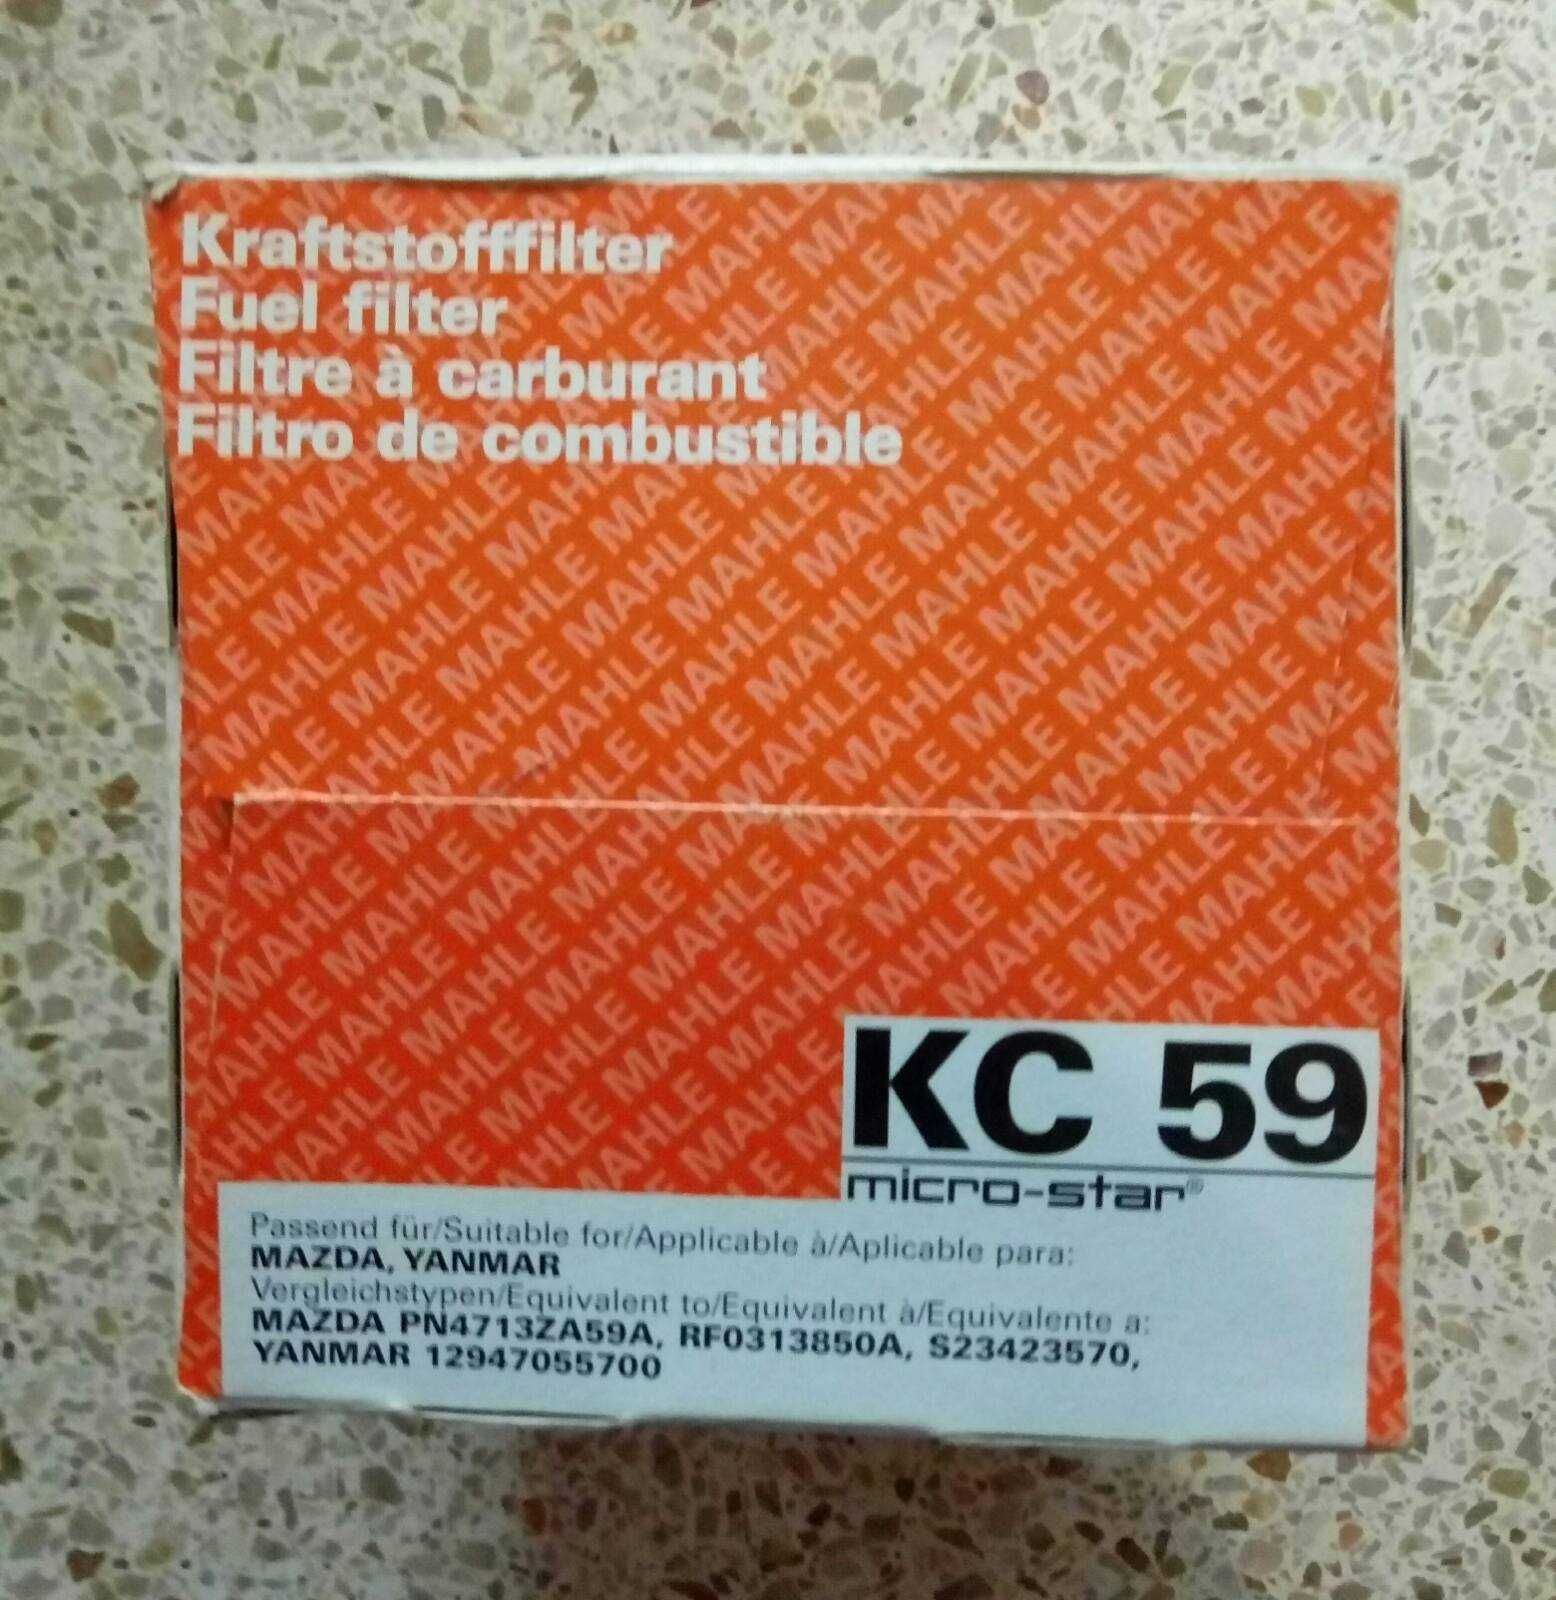 Kraftstofffilter
Fuel filter
Filtre à carburant
Filtro de combustible
KC 59
micro-star®
Passend für/Suitable for/Applicable à/Aplicable para:
MAZDA, YANMAR
Vergleichstypen/Equivalent to/Equivalent à/Equivalente a:
MAZDA PN4713ZA59A, RF0313850A, S23423570,
YANMAR 12947055700
MAHLE